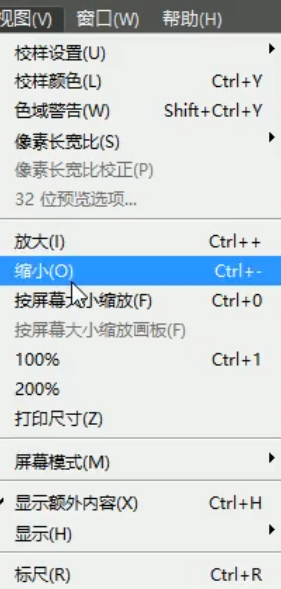 视图(V) 窗口(W) 帮助(H)
校样设置(U)
校样颜色(L) Ctrl+Y
色域警告(W) Shift+Ctrl+Y
像素长宽比(S)
像素长宽比校正(P)
32 位预览选项...
放大(I) Ctrl++
缩小(O) Ctrl+-
按屏幕大小缩放(F) Ctrl+0
按屏幕大小缩放画板(F)
100% Ctrl+1
200%
打印尺寸(Z)
屏幕模式(M)
显示额外内容(X) Ctrl+H
显示(H)
标尺(R) Ctrl+R